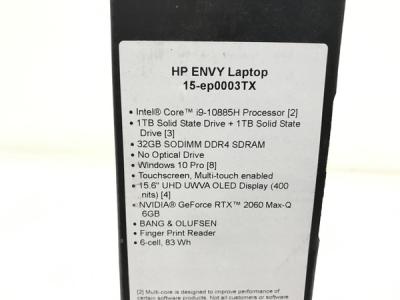 HP ENVY Laptop
15-ep0003TX
• Intel® Core™ i9-10885H Processor [2]
• 1TB Solid State Drive + 1TB Solid State
Drive [3]
• 32GB SODIMM DDR4 SDRAM
• No Optical Drive
• Windows 10 Pro [8]
• Touchscreen, Multi-touch enabled
• 15.6" UHD UWVA OLED Display (400
nits) [4]
• NVIDIA® GeForce RTX™ 2060 Max-Q
6GB
• BANG & OLUFSEN
• Finger Print Reader
• 6-cell, 83 Wh
[2] Multi-core is designed to improve performance of
certain software products. Not all customers or software